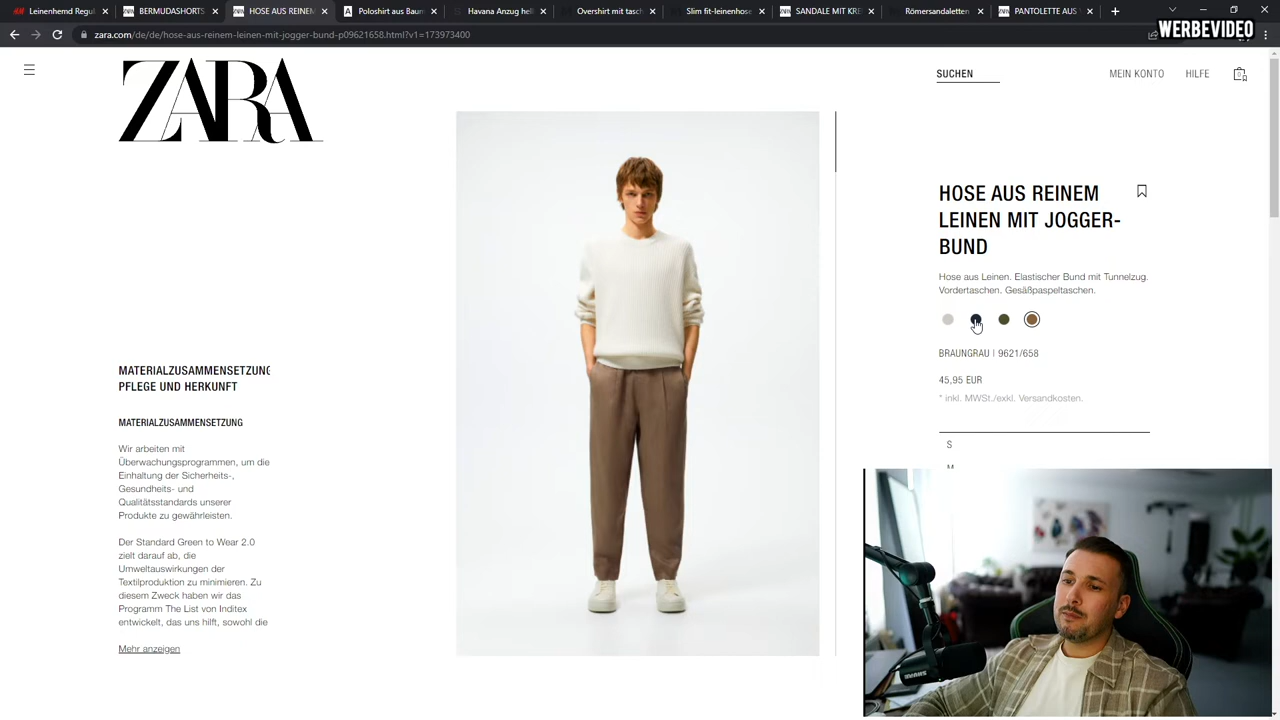 Leinenhemd Regul
BERMUDASHORTS
HOSE AUS REINEM
Poloshirt aus Baum
Havana Anzug hell
Overshirt mit tasch
Slim fit-leinenhose
SANDALE MIT KRE
Römersandaletten
PANTOLETTE AUS
WERBEVIDEO
zara.com/de/de/hose-aus-reinem-leinen-mit-jogger-bund-p09621658.html?v1=173973400
ZARA
SUCHEN
MEIN KONTO
HILFE
0
HOSE AUS REINEM
LEINEN MIT JOGGER-
BUND
Hose aus Leinen. Elastischer Bund mit Tunnelzug.
Vordertaschen. Gesäßpaspeltaschen.
BRAUNGRAU | 9621/658
45,95 EUR
* inkl. MWSt./exkl. Versandkosten.
S
M
MATERIALZUSAMMENSETZUNG
PFLEGE UND HERKUNFT
MATERIALZUSAMMENSETZUNG
Wir arbeiten mit
Überwachungsprogrammen, um die
Einhaltung der Sicherheits-,
Gesundheits- und
Qualitätsstandards unserer
Produkte zu gewährleisten.
Der Standard Green to Wear 2.0
zielt darauf ab, die
Umweltauswirkungen der
Textilproduktion zu minimieren. Zu
diesem Zweck haben wir das
Programm The List von Inditex
entwickelt, das uns hilft, sowohl die
Mehr anzeigen